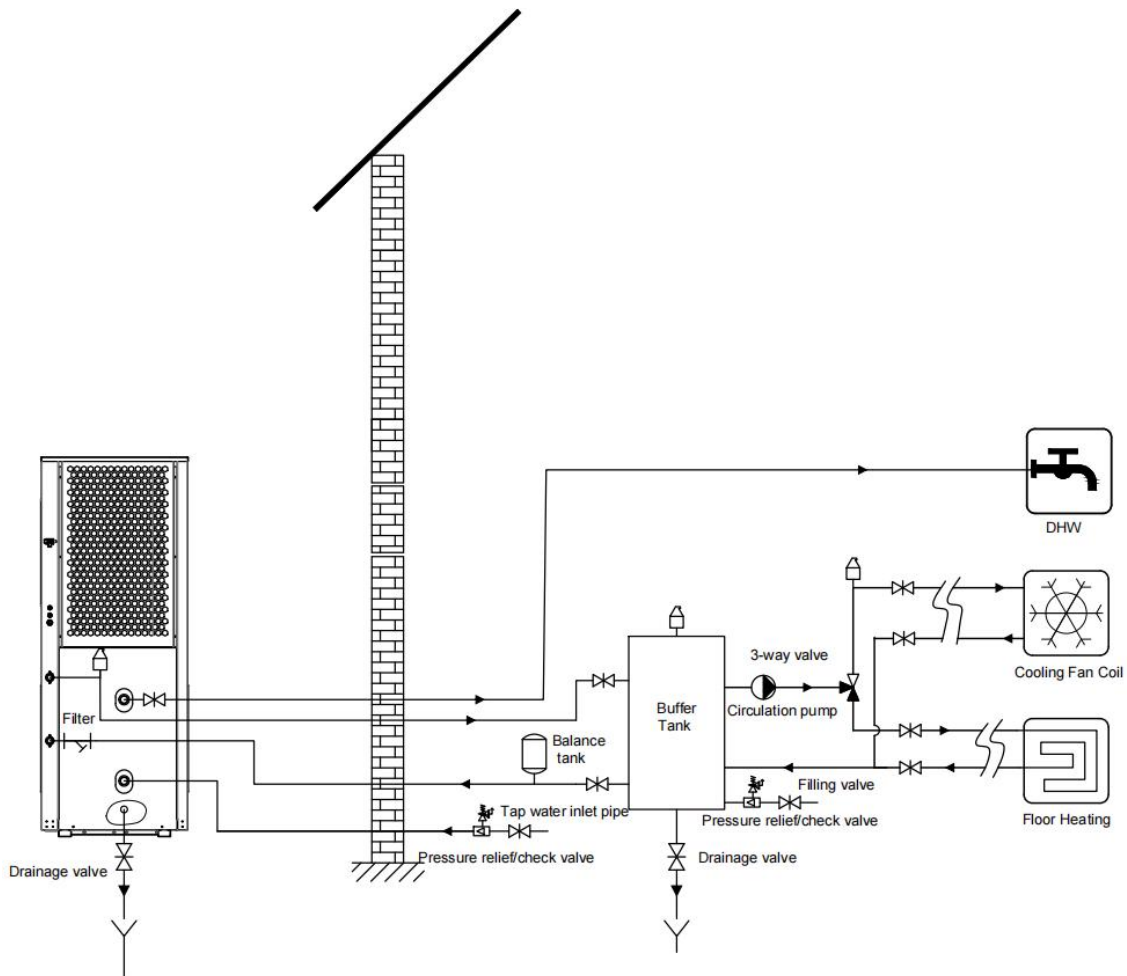 DHW
Cooling Fan Coil
3-way valve
Circulation pump
Buffer
Tank
Filter
Balance
tank
Filling valve
Tap water inlet pipe
Pressure relief/check valve
Pressure relief/check valve
Floor Heating
Drainage valve
Drainage valve